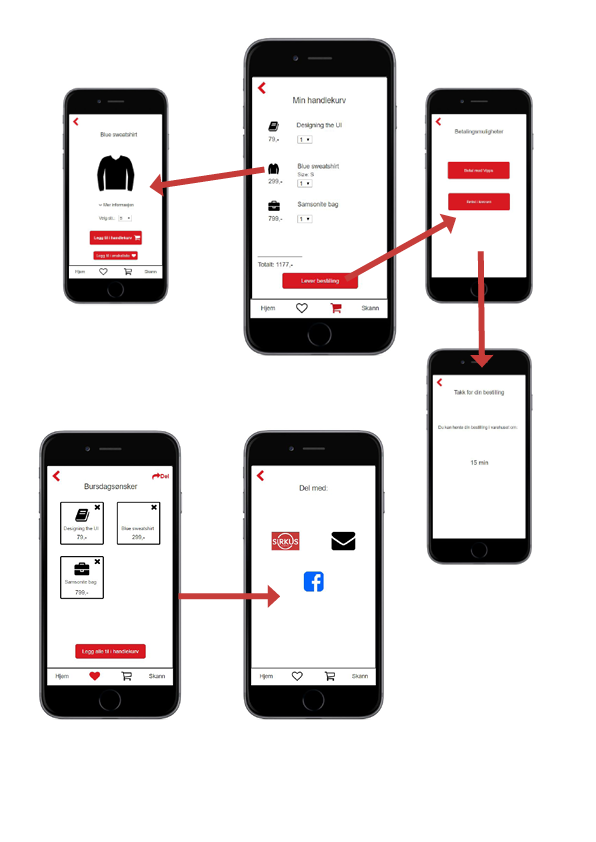 Blue sweatshirt
Mer informasjon
Velg str.: S
Legg til i handlekurv
Legg til i ønskeliste
Hjem
Skann
Min handlekurv
Designing the UI
79,-
1
Blue sweatshirt
Size: S
299,-
1
Samsonite bag
799,-
1
Totalt: 1177,-
Lever bestilling
Hjem
Skann
Betalingsmuligheter
Betal med Vipps
Betal i kassen
Takk for din bestilling
Du kan hente din bestilling i varehuset om:
15 min
Del
Bursdagsønsker
Designing the UI
79,-
Blue sweatshirt
299,-
Samsonite bag
799,-
Legg alle til i handlekurv
Hjem
Skann
Del med:
SIRKUS
Hjem
Skann